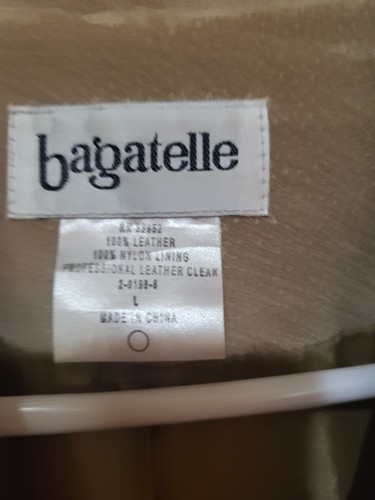 bagatelle
100% LEATHER
100% NYLON LINING
PROFESSIONAL LEATHER CLEAN
L
MADE IN CHINA